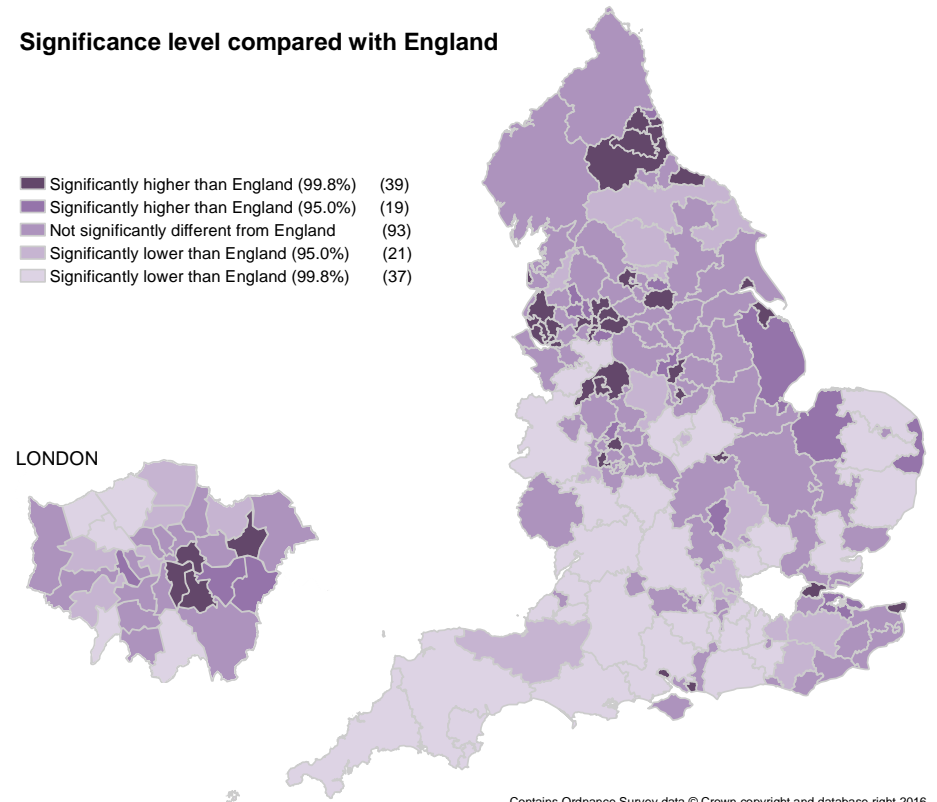 Significance level compared with England
Significantly higher than England (99.8%) (39)
Significantly higher than England (95.0%) (19)
Not significantly different from England (93)
Significantly lower than England (95.0%) (21)
Significantly lower than England (99.8%) (37)
LONDON
Contains Ordnance Survey data © Crown copyright and database right 2016